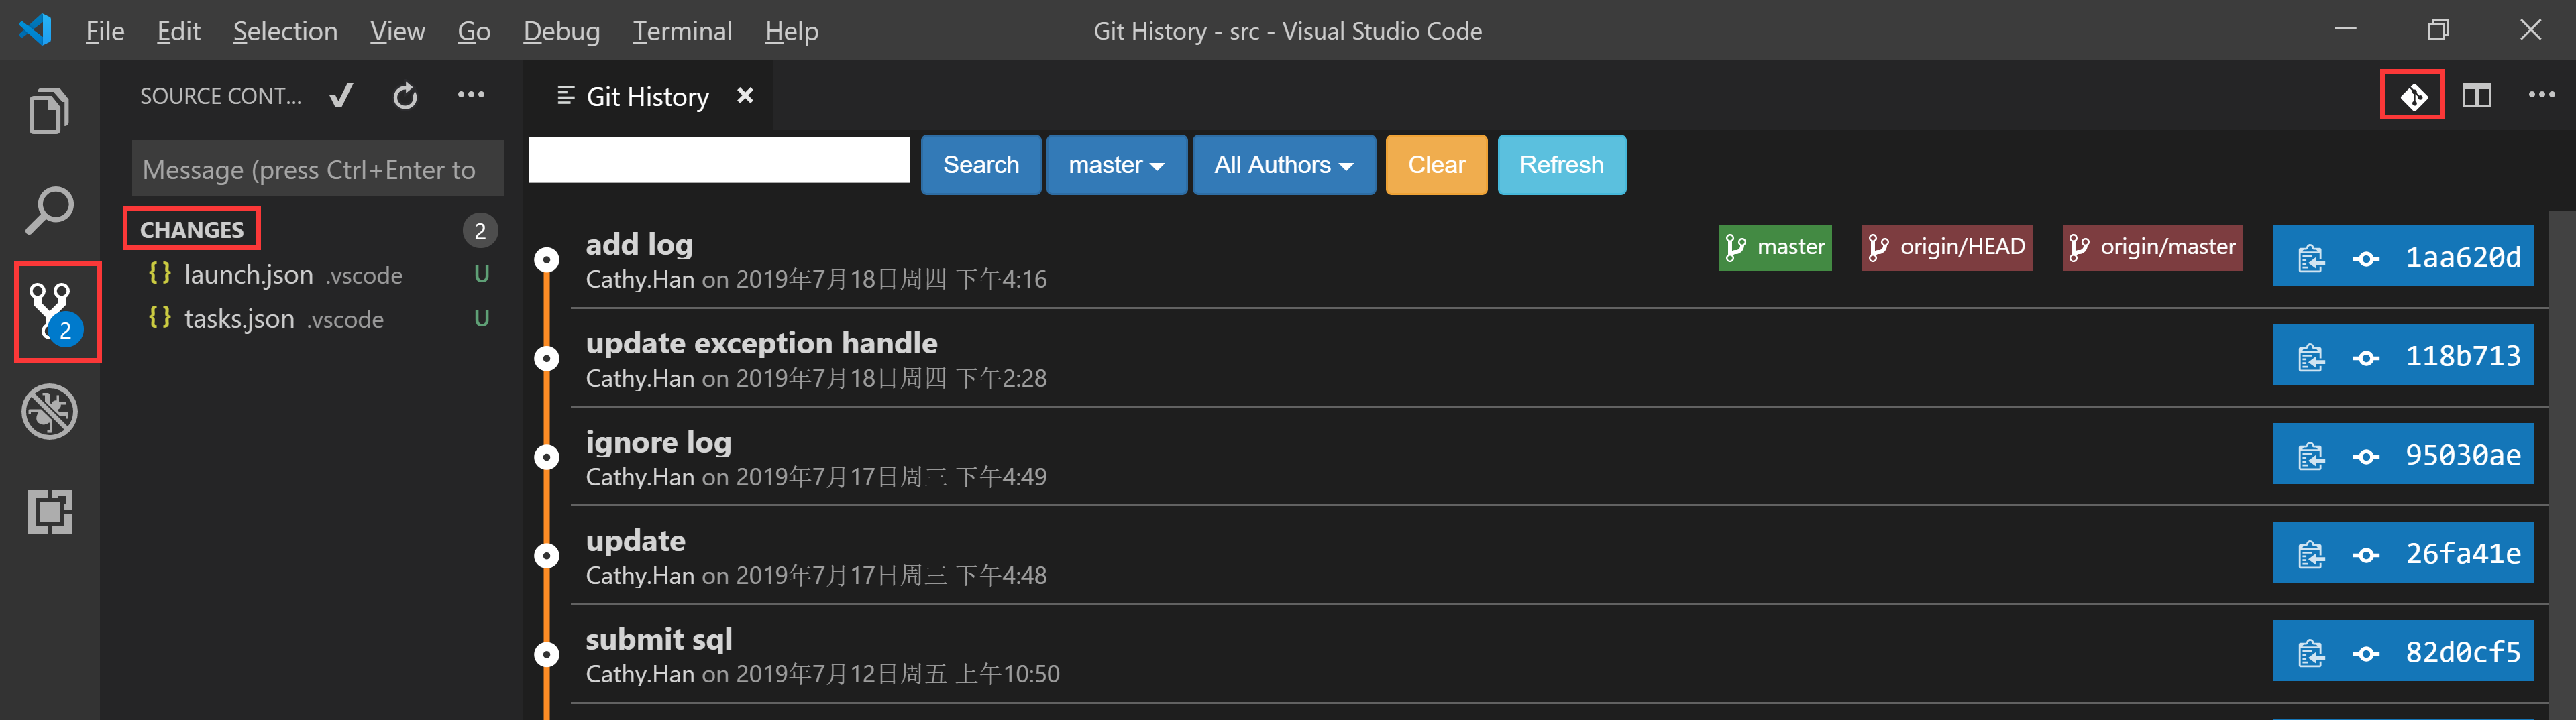 File Edit Selection View Go Debug Terminal Help Git History - src - Visual Studio Code
SOURCE CONT...
Message (press Ctrl+Enter to
CHANGES 2
{} launch.json .vscode U
{} tasks.json .vscode U
2
Git History
Search master All Authors Clear Refresh
add log
Cathy.Han on 2019年7月18日周四 下午4:16
master origin/HEAD origin/master 1aa620d
update exception handle
Cathy.Han on 2019年7月18日周四 下午2:28
118b713
ignore log
Cathy.Han on 2019年7月17日周三 下午4:49
95030ae
update
Cathy.Han on 2019年7月17日周三 下午4:48
26fa41e
submit sql
Cathy.Han on 2019年7月12日周五 上午10:50
82d0cf5